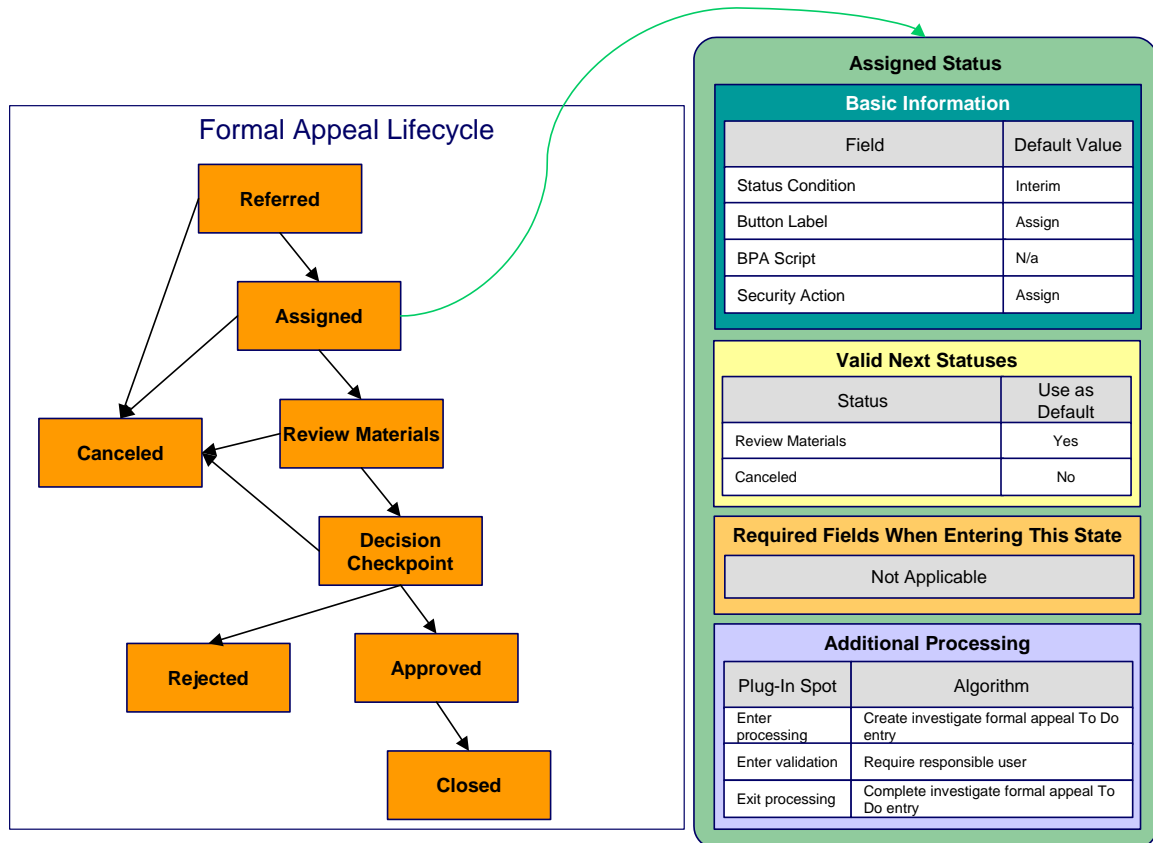 Formal Appeal Lifecycle
Referred
Assigned
Review Materials
Canceled
Decision
Checkpoint
Rejected
Approved
Closed
Assigned Status
Basic Information
Field Default Value
Status Condition Interim
Button Label Assign
BPA Script N/a
Security Action Assign
Valid Next Statuses
Status Use as
Default
Review Materials Yes
Canceled No
Required Fields When Entering This State
Not Applicable
Additional Processing
Plug-In Spot Algorithm
Enter
processing
Create investigate formal appeal To Do
entry
Enter validation Require responsible user
Exit processing Complete investigate formal appeal To
Do entry